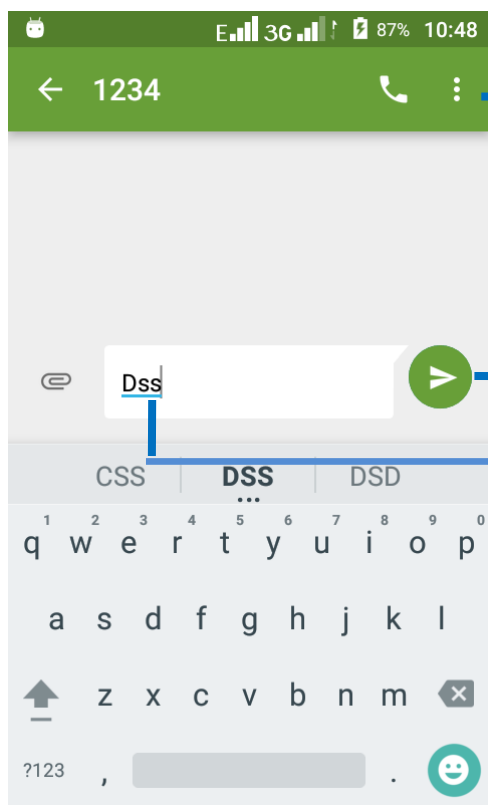 E 3G 87% 10:48
1234
Dss
CSS DSS DSD
1 2 3 4 5 6 7 8 9 0
q w e r t y u i o p
a s d f g h j k l
z x c v b n m
?123 , .